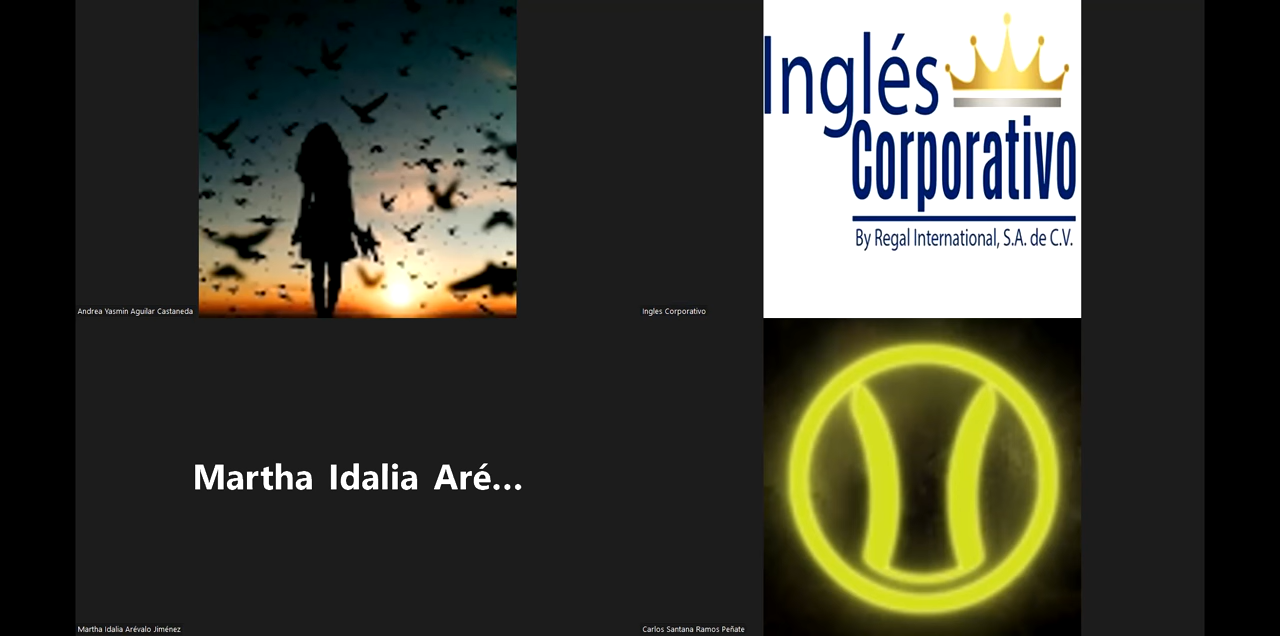 Inglés
Corporativo
By Regal International, S.A. de C.V.
Andrea Yasmin Aguilar Castaneda
Ingles Corporativo
Martha Idalia Aré...
Martha Idalia Arévalo Jiménez
Carlos Santana Ramos Peñate